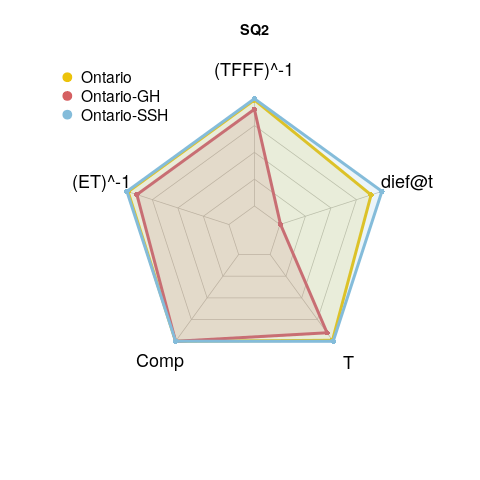 SQ2
(TFFF)^-1
Ontario
Ontario-GH
Ontario-SSH
(ET)^-1
dief@t
Comp
T